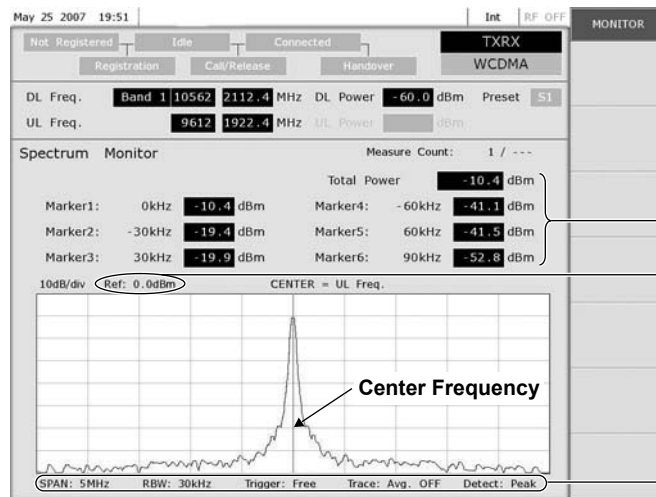 May 25 2007 19:51 Int RF OFF
MONITOR
Not Registered Idle Connected TXRX
Registration Call/Release Handover WCDMA
DL Freq. Band 1 10562 2112.4 MHz DL Power -60.0 dBm Preset S1
UL Freq. 9612 1922.4 MHz UL Power dBm
Spectrum Monitor Measure Count: 1 / ---
Total Power -10.4 dBm
Marker1: 0kHz -10.4 dBm Marker4: -60kHz -41.1 dBm
Marker2: -30kHz -19.4 dBm Marker5: 60kHz -41.5 dBm
Marker3: 30kHz -19.9 dBm Marker6: 90kHz -52.8 dBm
10dB/div Ref: 0.0dBm CENTER = UL Freq.
Center Frequency
SPAN: 5MHz RBW: 30kHz Trigger: Free Trace: Avg. OFF Detect: Peak